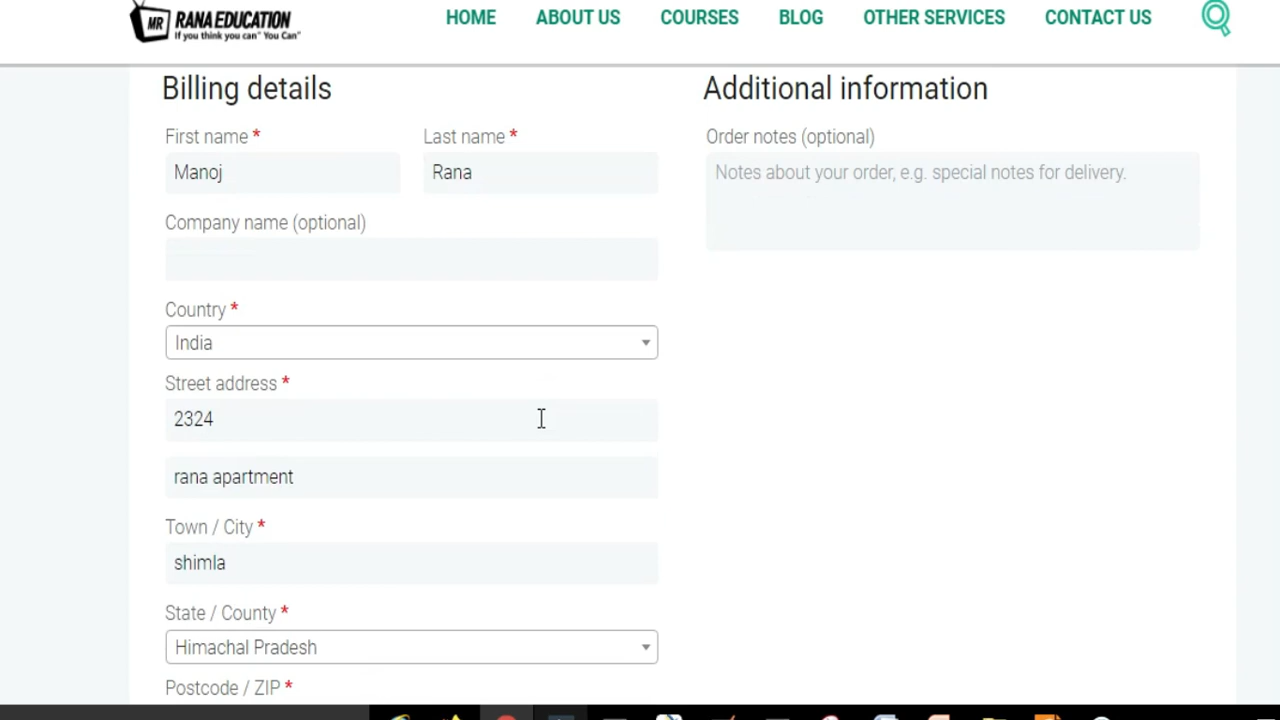 MR RANA EDUCATION
If you think you can" You Can"
HOME ABOUT US COURSES BLOG OTHER SERVICES CONTACT US
Billing details
First name *
Last name *
Manoj
Rana
Company name (optional)
Country *
India
Street address *
2324
rana apartment
Town / City *
shimla
State / County *
Himachal Pradesh
Postcode / ZIP *
Additional information
Order notes (optional)
Notes about your order, e.g. special notes for delivery.